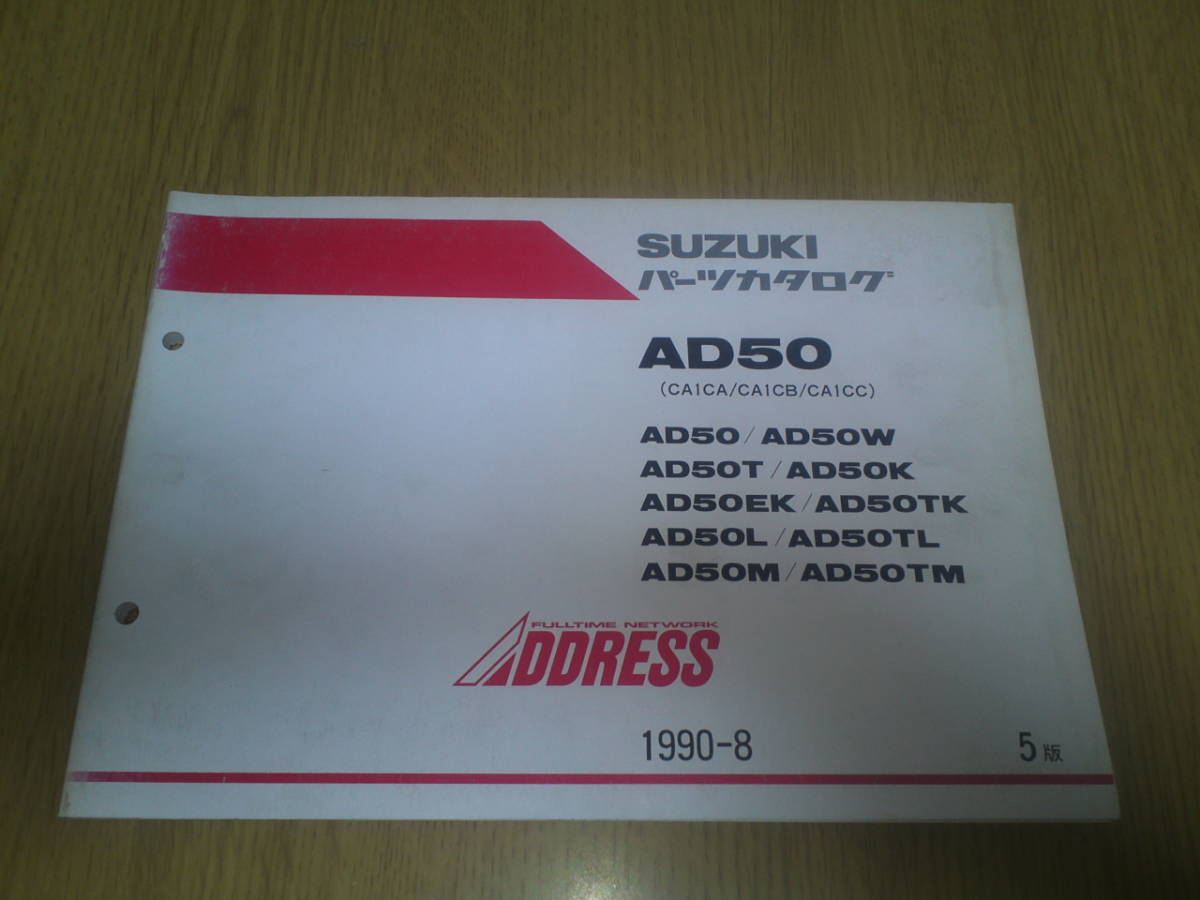 SUZUKI
パーツカタログ
AD50
(CA1CA/CA1CB/CA1CC)
AD50/AD50W
AD50T/AD50K
AD50EK/AD50TK
AD50L/AD50TL
AD50M/AD50TM
FULLTIME NETWORK
ADDRESS
1990-8 5版